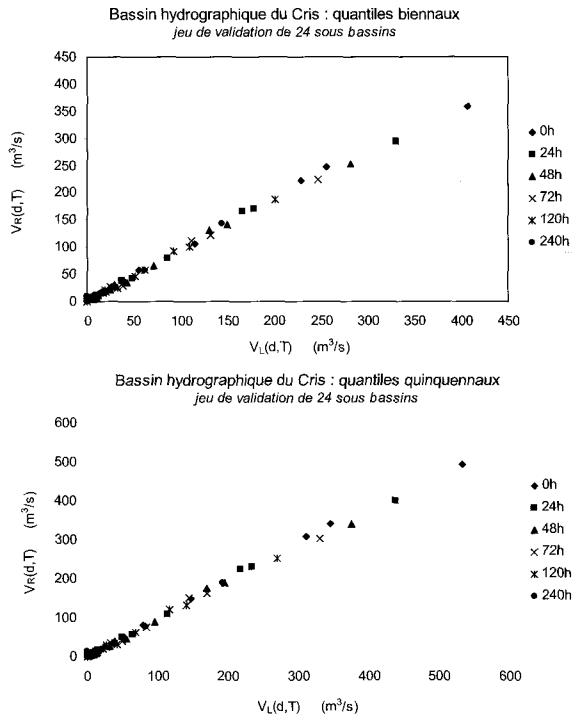 Bassin hydrographique du Cris : quantiles biennaux
jeu de validation de 24 sous bassins
450
400
350
300
250
200
150
100
50
0
V_R(d,T) (m³/s)
0 50 100 150 200 250 300 350 400 450
V_L(d,T) (m³/s)
0h
24h
48h
72h
120h
240h
Bassin hydrographique du Cris : quantiles quinquennaux
jeu de validation de 24 sous bassins
600
500
400
300
200
100
0
V_R(d,T) (m³/s)
0 100 200 300 400 500 600
V_L(d,T) (m³/s)
0h
24h
48h
72h
120h
240h